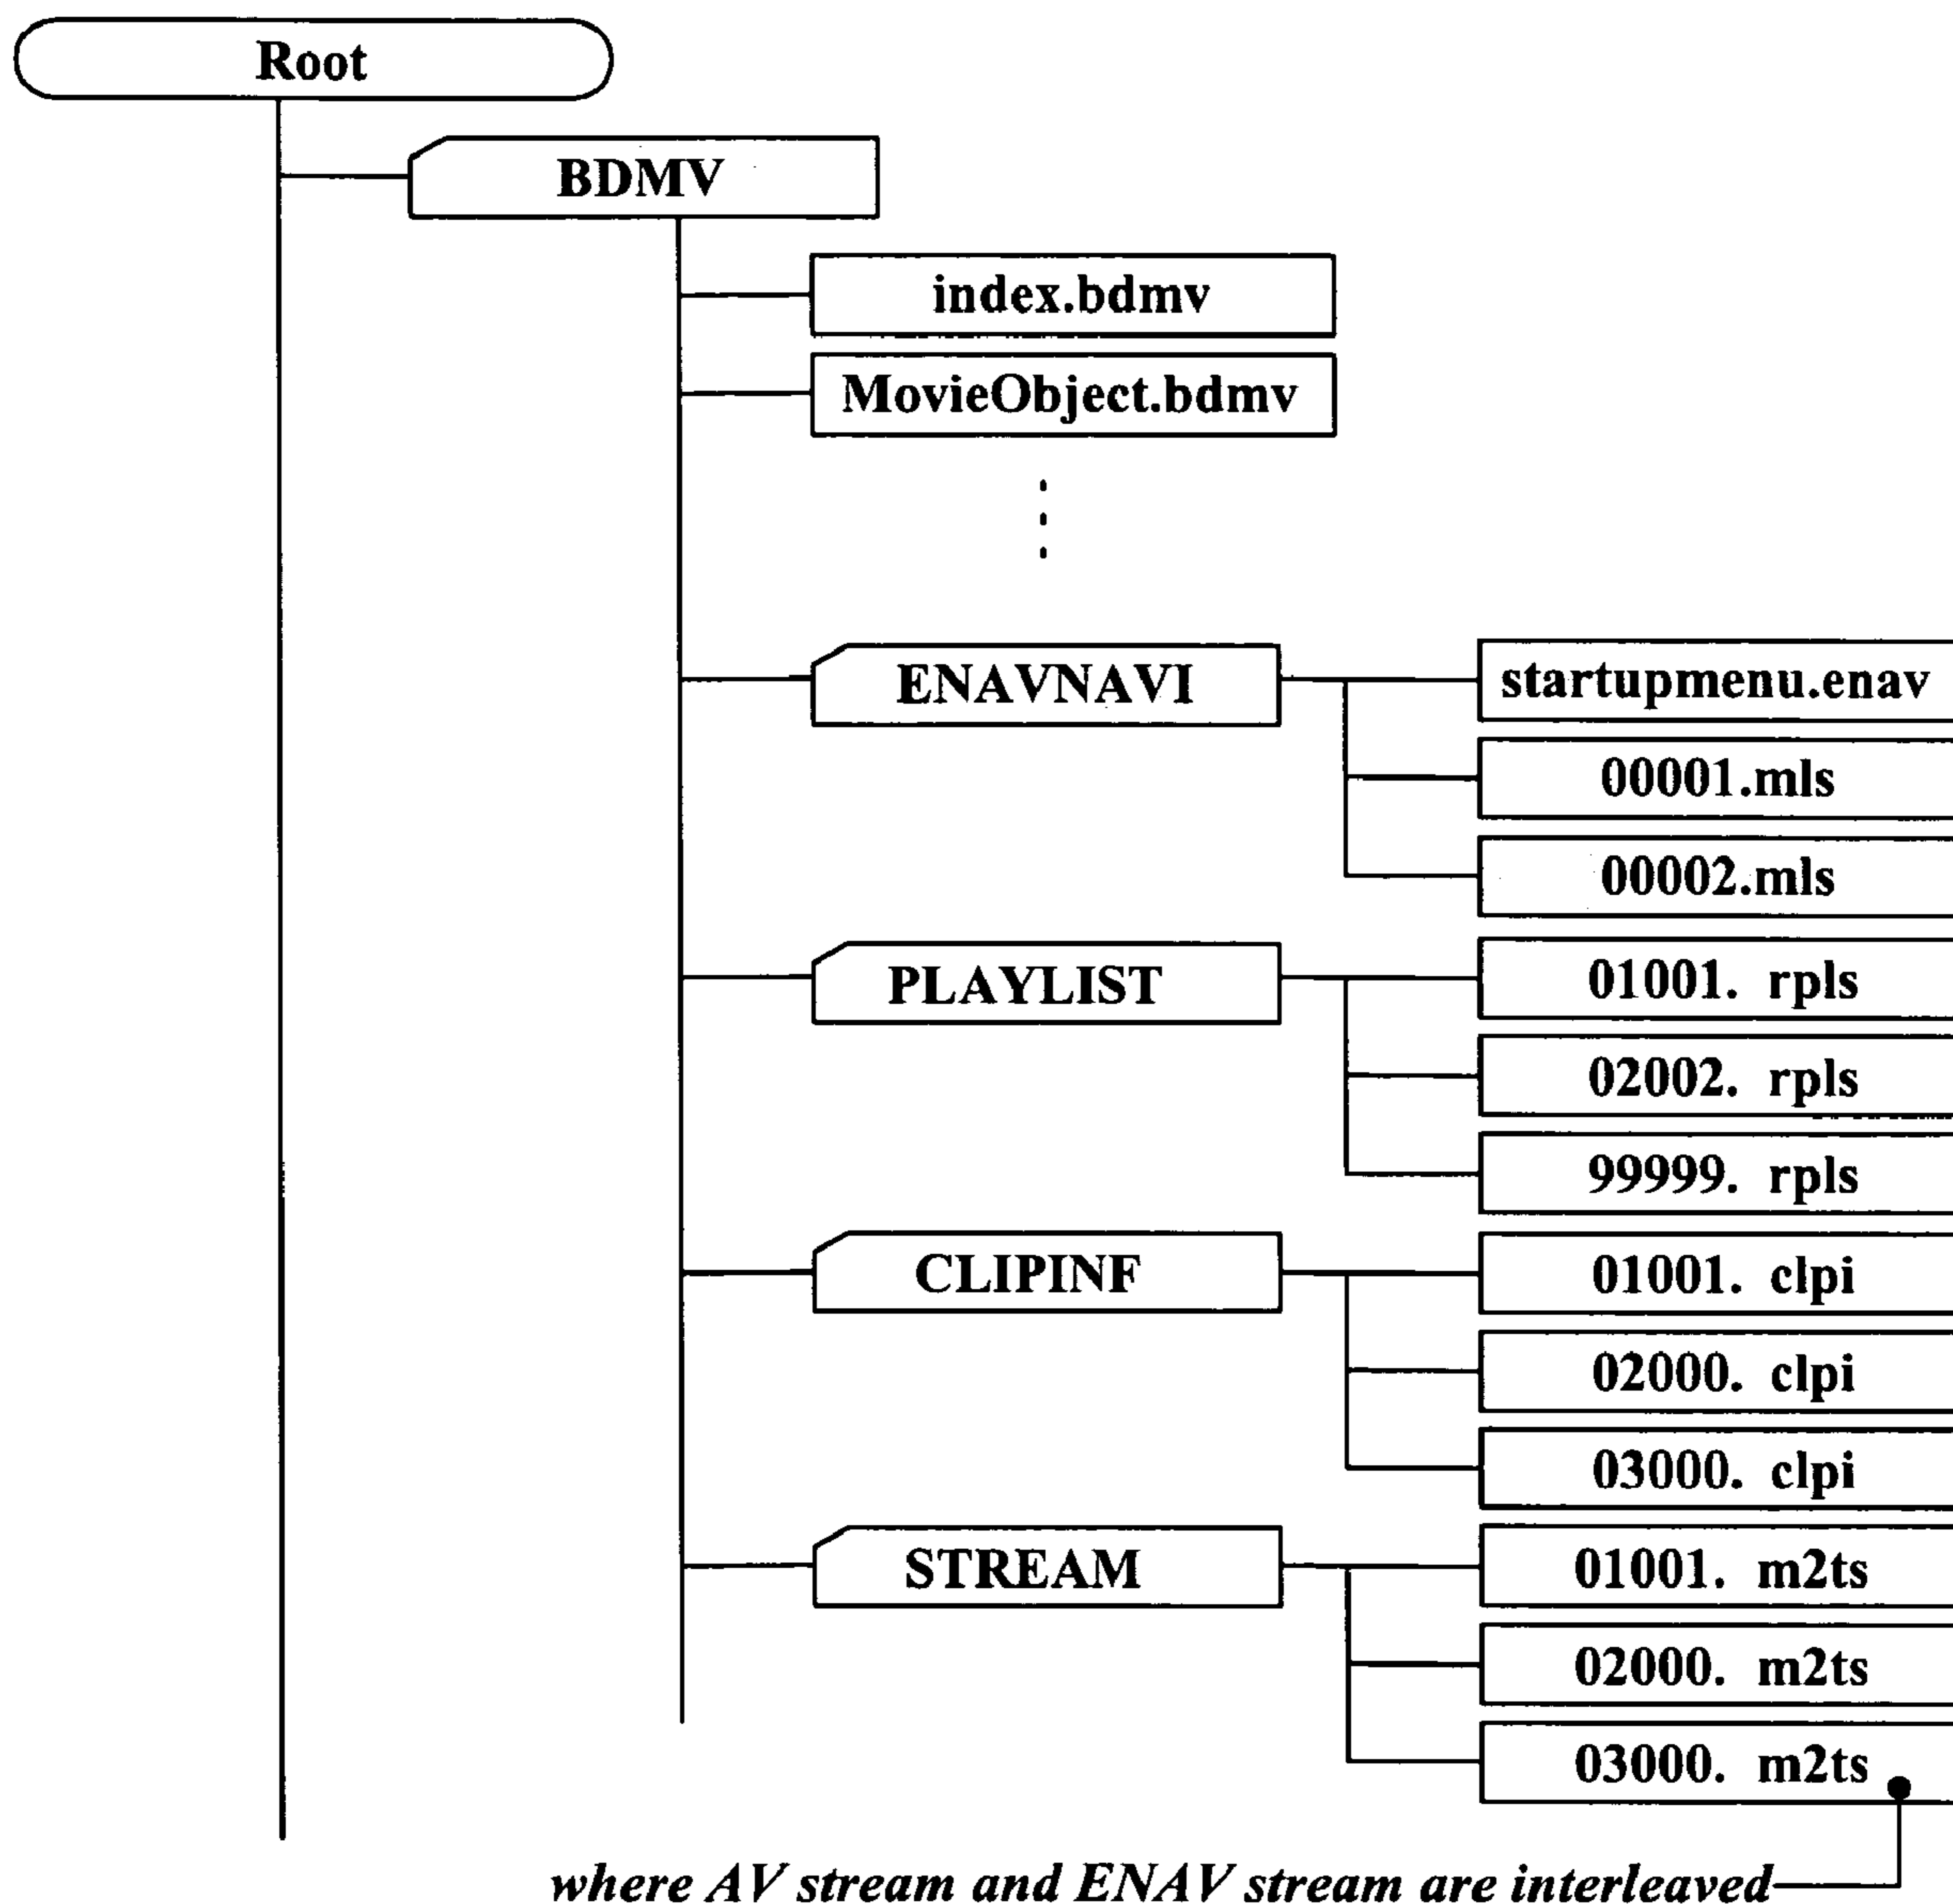 Root
BDMV
index.bdmv
MovieObject.bdmv
ENAVNAVI
startupmenu.enav
00001.mls
00002.mls
PLAYLIST
01001. rpls
02002. rpls
99999. rpls
CLIPINF
01001. clpi
02000. clpi
03000. clpi
STREAM
01001. m2ts
02000. m2ts
03000. m2ts
where AV stream and ENAV stream are interleaved